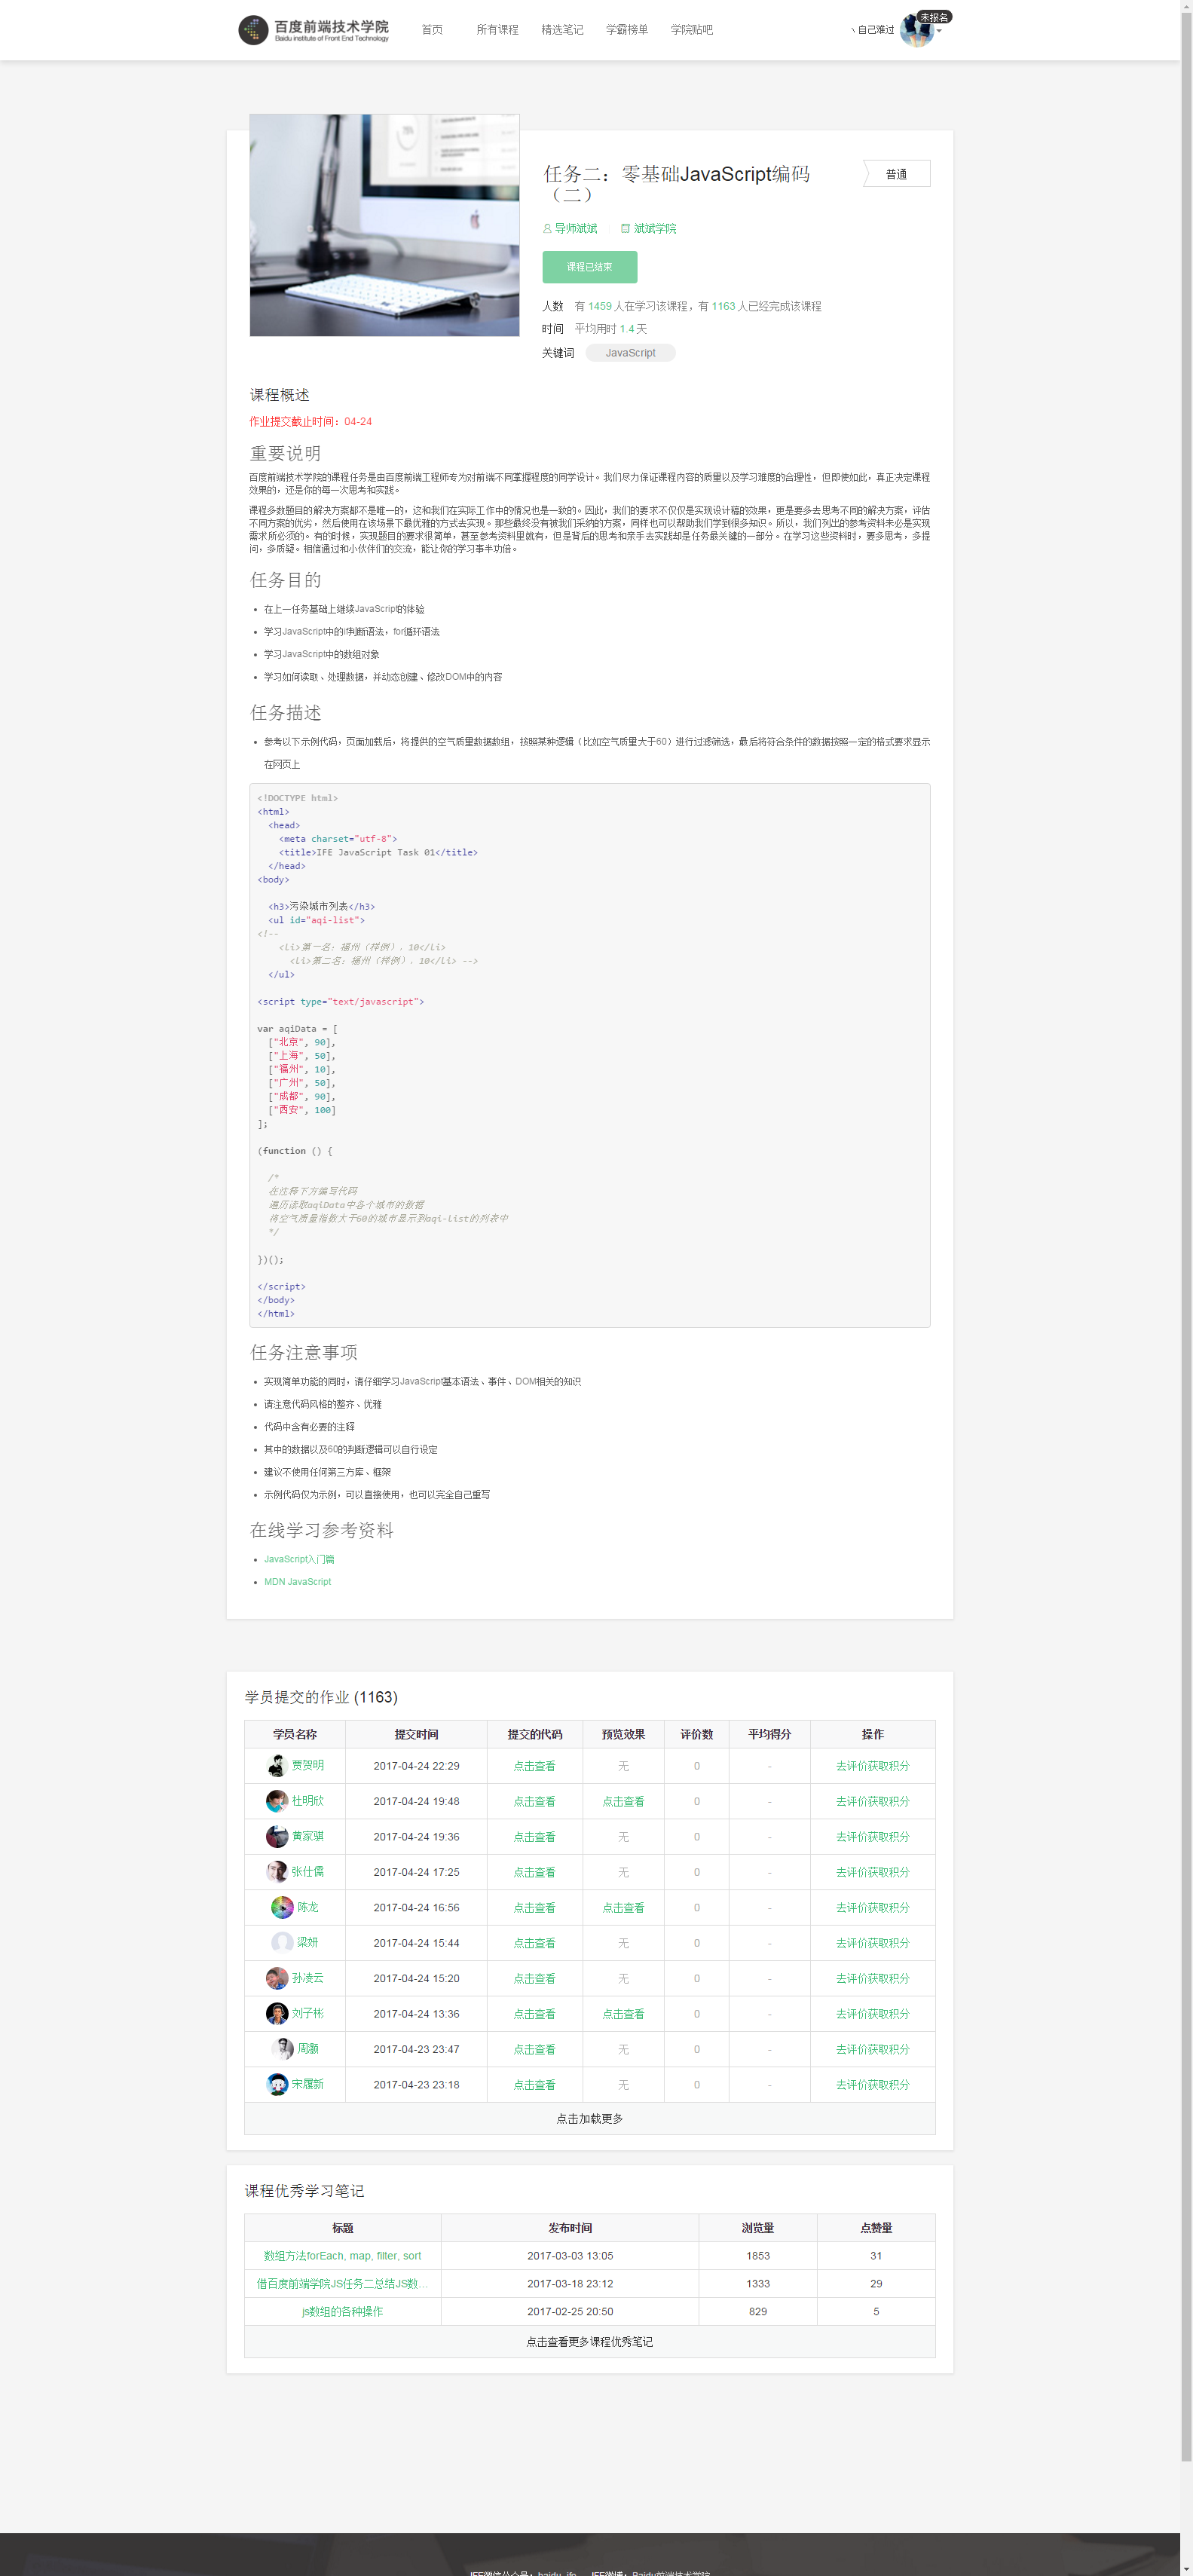 百度前端技术学院
Baidu Institute of Front End Technology
首页 所有课程 精选笔记 学霸榜单 学院贴吧
丶自己难过 未报名
任务二：零基础JavaScript编码
（二）
普通
导师斌斌 斌斌学院
课程已结束
人数 有 1459 人在学习该课程，有 1163 人已经完成该课程
时间 平均用时 1.4 天
关键词 JavaScript
课程概述
作业提交截止时间：04-24
重要说明
百度前端技术学院的课程任务是由百度前端工程师专为对前端不同掌握程度的同学设计。我们尽力保证课程内容的质量以及学习难度的合理性，但即使如此，真正决定课程
效果的，还是你的每一次思考和实践。
课程多数题目的解决方案都不是唯一的，这和我们在实际工作中的情况也是一致的。因此，我们的要求不仅仅是实现设计稿的效果，更是要多去思考不同的解决方案，评估
不同方案的优劣，然后使用在该场景下最优雅的方式去实现。那些最终没有被我们采纳的方案，同样也可以帮助我们学到很多知识。所以，我们列出的参考资料未必是实现
需求所必须的。有的时候，实现题目的要求很简单，甚至参考资料里就有，但是背后的思考和亲手去实践却是任务最关键的一部分。在学习这些资料时，要多思考，多提
问，多质疑。相信通过和小伙伴们的交流，能让你的学习事半功倍。
任务目的
在上一任务基础上继续JavaScript的体验
学习JavaScript中的if判断语法，for循环语法
学习JavaScript中的数组对象
学习如何读取、处理数据，并动态创建、修改DOM中的内容
任务描述
参考以下示例代码，页面加载后，将提供的空气质量数据数组，按照某种逻辑（比如空气质量大于60）进行过滤筛选，最后将符合条件的数据按照一定的格式要求显示
在网页上
<!DOCTYPE html>
<html>
<head>
<meta charset="utf-8">
<title>IFE JavaScript Task 01</title>
</head>
<body>
<h3>污染城市列表</h3>
<ul id="aqi-list">
<!--
<li>第一名：福州（样例），10</li>
<li>第二名：福州（样例），10</li> -->
</ul>
<script type="text/javascript">
var aqiData = [
["北京", 90],
["上海", 50],
["福州", 10],
["广州", 50],
["成都", 90],
["西安", 100]
];
(function () {
/*
在注释下方编写代码
遍历读取aqiData中各个城市的数据
将空气质量指数大于60的城市显示到aqi-list的列表中
*/
})();
</script>
</body>
</html>
任务注意事项
实现简单功能的同时，请仔细学习JavaScript基本语法、事件、DOM相关的知识
请注意代码风格的整齐、优雅
代码中含有必要的注释
其中的数据以及60的判断逻辑可以自行设定
建议不使用任何第三方库、框架
示例代码仅为示例，可以直接使用，也可以完全自己重写
在线学习参考资料
JavaScript入门篇
MDN JavaScript
学员提交的作业 (1163)
学员名称 提交时间 提交的代码 预览效果 评价数 平均得分 操作
贾贺明 2017-04-24 22:29 点击查看 无 0 - 去评价获取积分
杜明欣 2017-04-24 19:48 点击查看 点击查看 0 - 去评价获取积分
黄家骐 2017-04-24 19:36 点击查看 无 0 - 去评价获取积分
张仕儒 2017-04-24 17:25 点击查看 无 0 - 去评价获取积分
陈龙 2017-04-24 16:56 点击查看 点击查看 0 - 去评价获取积分
梁妍 2017-04-24 15:44 点击查看 无 0 - 去评价获取积分
孙凌云 2017-04-24 15:20 点击查看 无 0 - 去评价获取积分
刘子彬 2017-04-24 13:36 点击查看 点击查看 0 - 去评价获取积分
周灏 2017-04-23 23:47 点击查看 无 0 - 去评价获取积分
宋履新 2017-04-23 23:18 点击查看 无 0 - 去评价获取积分
点击加载更多
课程优秀学习笔记
标题 发布时间 浏览量 点赞量
数组方法forEach, map, filter, sort 2017-03-03 13:05 1853 31
借百度前端学院JS任务二总结JS数... 2017-03-18 23:12 1333 29
js数组的各种操作 2017-02-25 20:50 829 5
点击查看更多课程优秀笔记
IFE微信公众号：baidu_ife IFE微博：Baidu前端技术学院